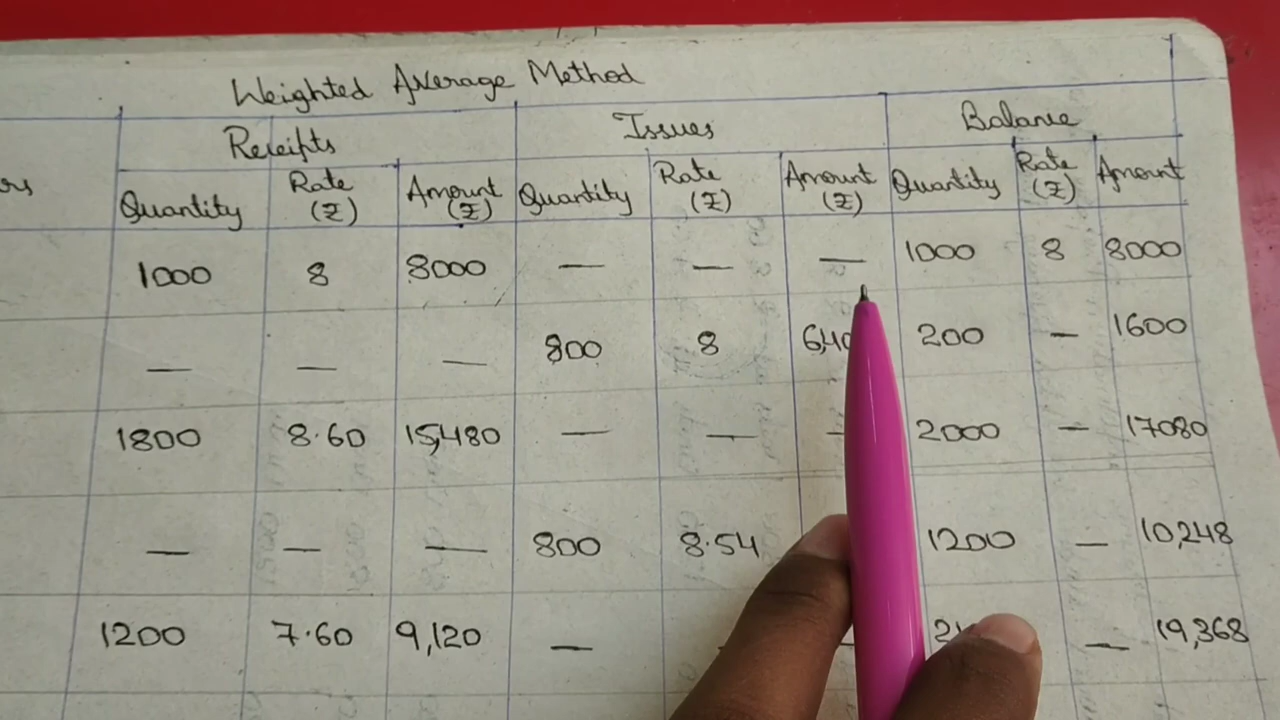 Weighted Average Method
Receipts Issues Balance
Quantity Rate (₹) Amount (₹) Quantity Rate (₹) Amount (₹) Quantity Rate (₹) Amount
1000 8 8000 — — — 1000 8 8000
— — — 800 8 200 — 1600
1800 8.60 15,480 — — — 2000 — 17080
— — — 800 8.54 1200 — 10,248
1200 7.60 9,120 — — — — 19,368